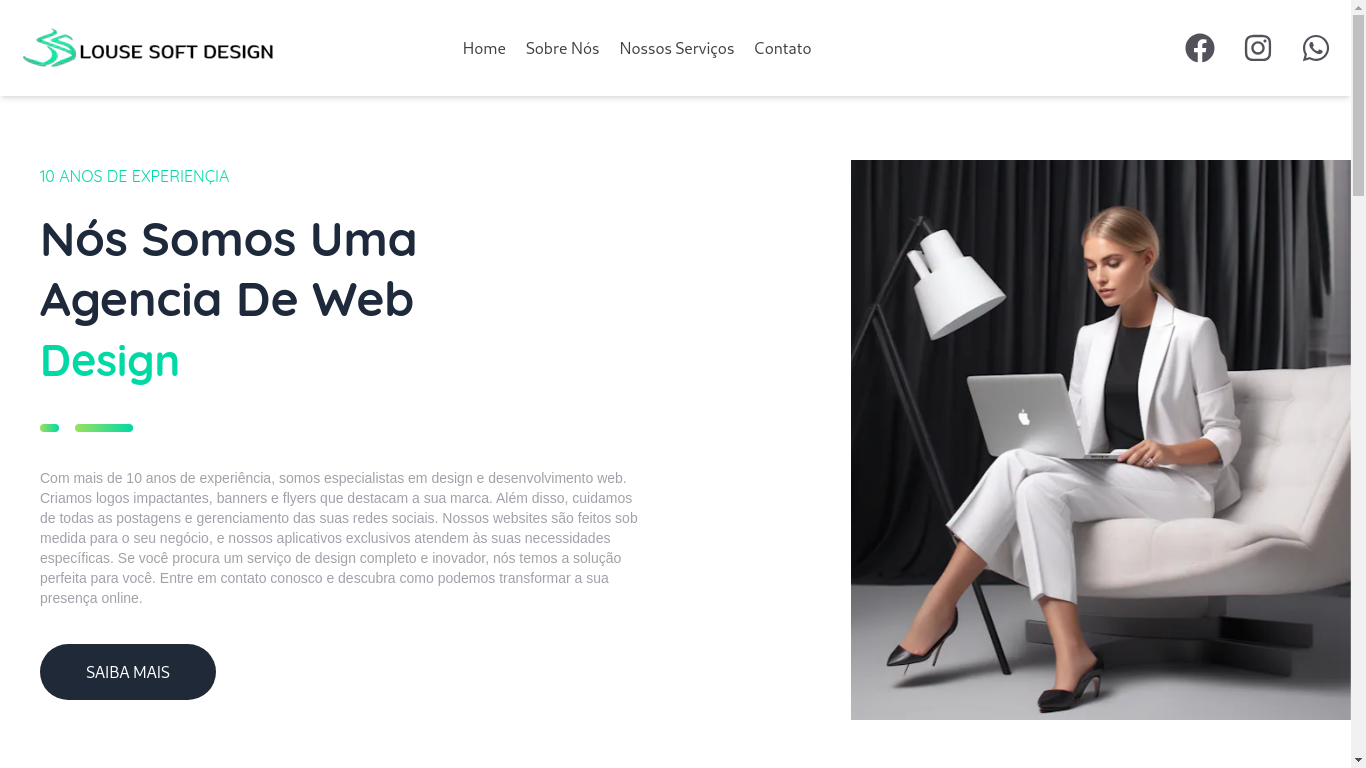 LOUSE SOFT DESIGN
Home Sobre Nós Nossos Serviços Contato
10 ANOS DE EXPERIENÇIA
Nós Somos Uma
Agencia De Web
Design
Com mais de 10 anos de experiência, somos especialistas em design e desenvolvimento web.
Criamos logos impactantes, banners e flyers que destacam a sua marca. Além disso, cuidamos
de todas as postagens e gerenciamento das suas redes sociais. Nossos websites são feitos sob
medida para o seu negócio, e nossos aplicativos exclusivos atendem às suas necessidades
específicas. Se você procura um serviço de design completo e inovador, nós temos a solução
perfeita para você. Entre em contato conosco e descubra como podemos transformar a sua
presença online.
SAIBA MAIS